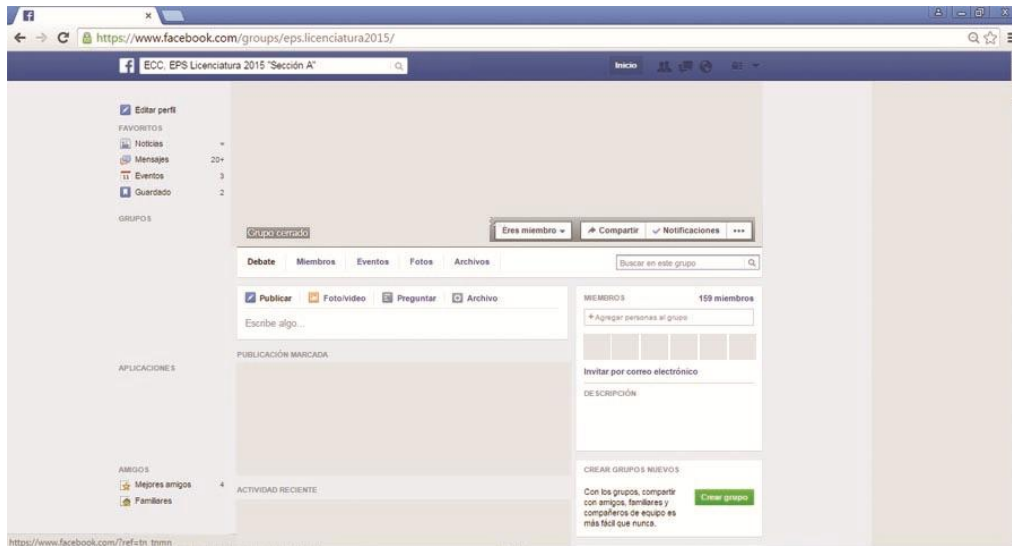 https://www.facebook.com/groups/eps.licenciatura2015/
ECC, EPS Licenciatura 2015 "Sección A"
Inicio
Editar perfil
FAVORITOS
Noticias
Mensajes 20+
Eventos 3
Guardado 2
GRUPOS
APLICACIONES
AMIGOS
Mejores amigos 4
Familiares
Grupo cerrado
Eres miembro
Compartir
Notificaciones
Debate Miembros Eventos Fotos Archivos
Buscar en este grupo
Publicar Foto/video Preguntar Archivo
Escribe algo...
PUBLICACIÓN MARCADA
ACTIVIDAD RECIENTE
MIEMBROS 159 miembros
+ Agregar personas al grupo
Invitar por correo electrónico
DESCRIPCIÓN
CREAR GRUPOS NUEVOS
Con los grupos, compartir
con amigos, familiares y
compañeros de equipo es
más fácil que nunca.
Crear grupo
https://www.facebook.com/?ref=tn_tnmn